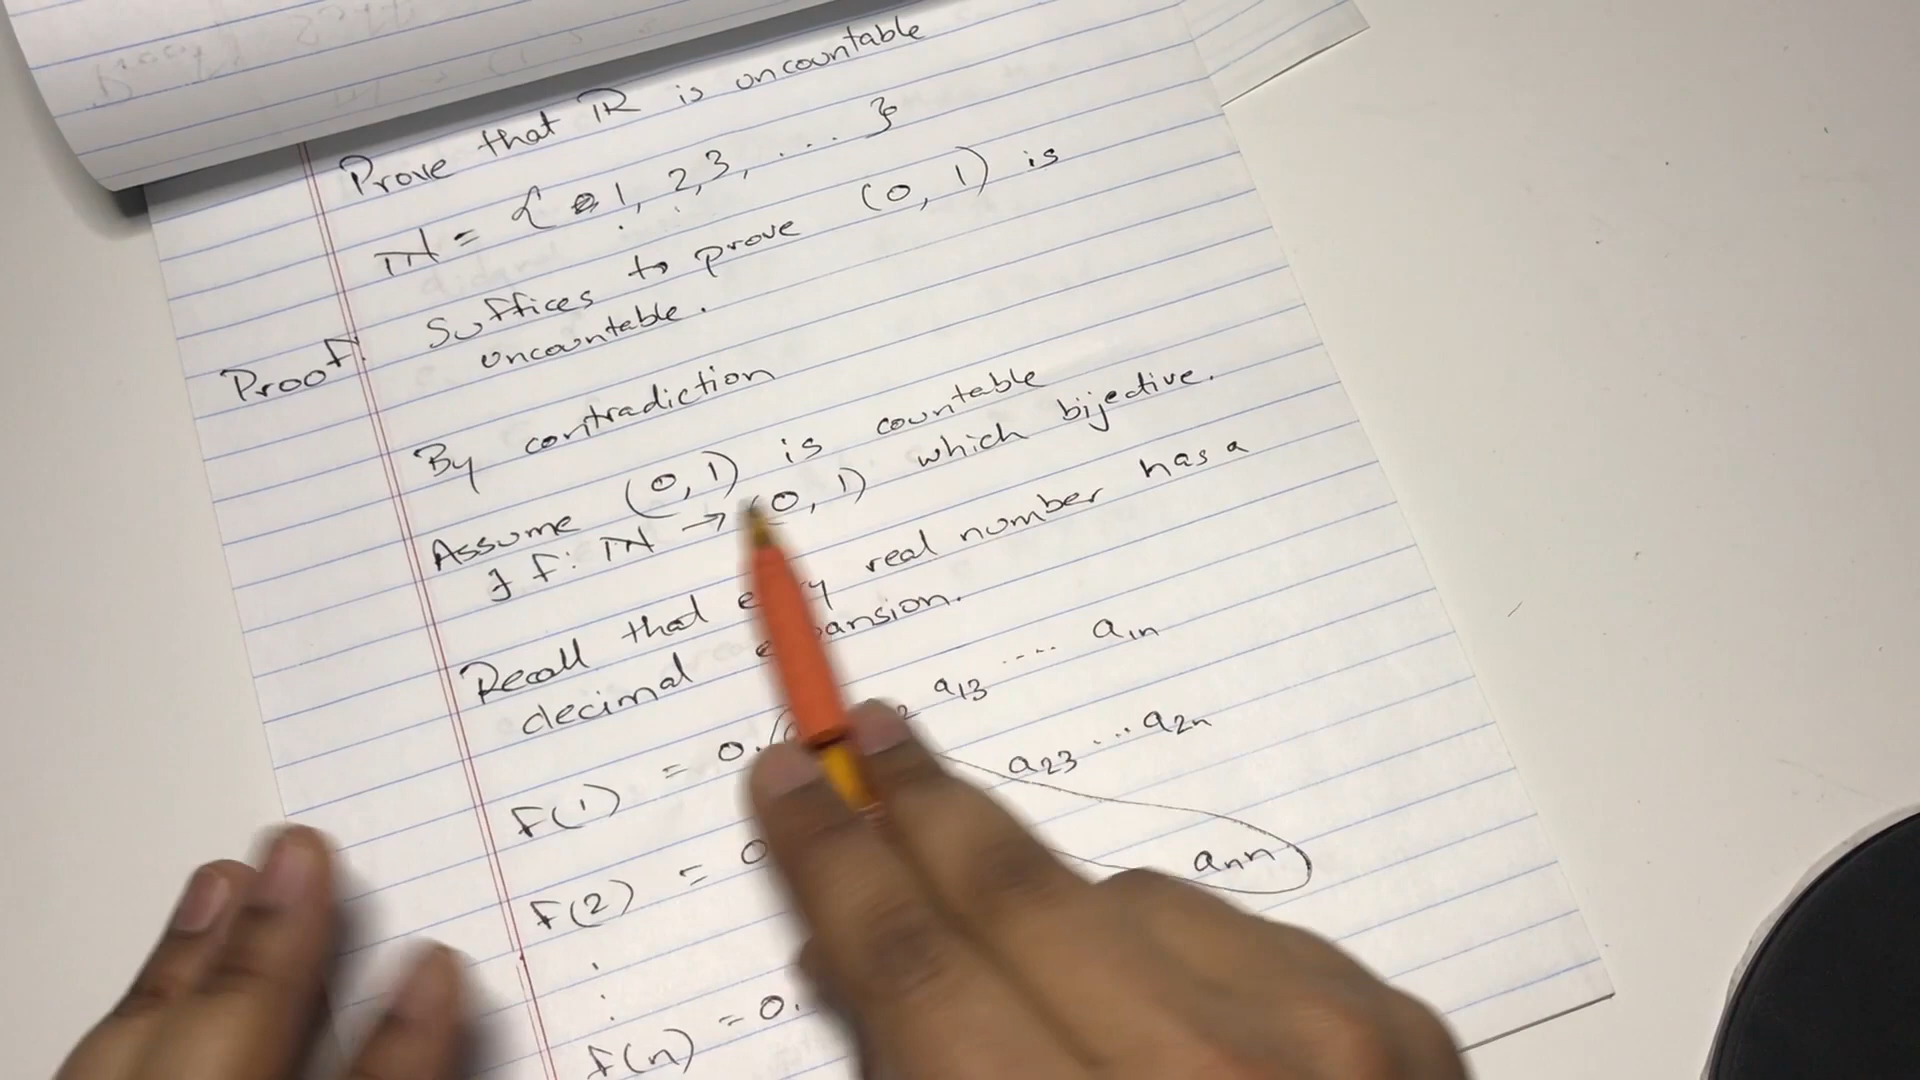 Prove that ℝ is uncountable
ℕ = { 1, 2, 3, ... }
Proof. Suffices to prove (0, 1) is
uncountable.
By contradiction
Assume (0, 1) is countable
∃ f: ℕ → (0, 1) which bijective.
Recall that real number has a
decimal
f(1) = 0. a13 .... a1n
f(2) = 0 a23 ... a2n
:
:
f(n) = 0. ann